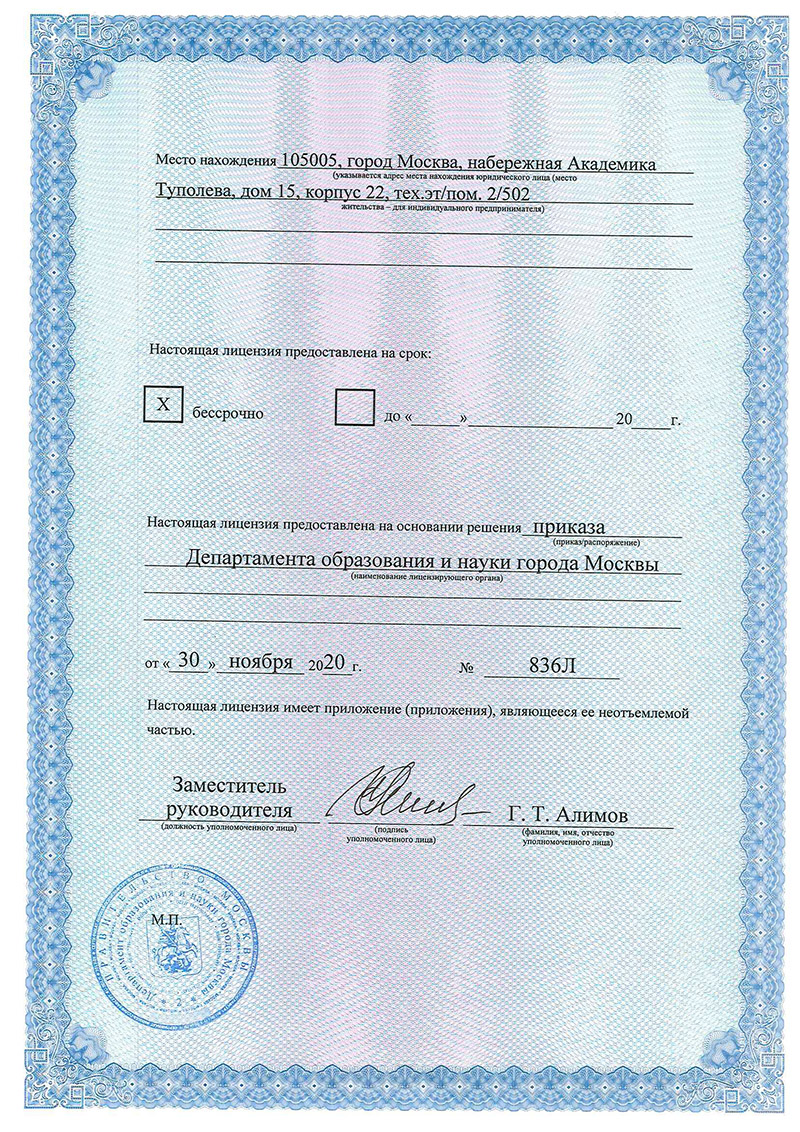 Место нахождения 105005, город Москва, набережная Академика
(указывается адрес места нахождения юридического лица (место
Туполева, дом 15, корпус 22, тех.эт/пом. 2/502
жительства – для индивидуального предпринимателя)
Настоящая лицензия предоставлена на срок:
X бессрочно до «______»____________________ 20_____г.
Настоящая лицензия предоставлена на основании решения приказа
(приказ/распоряжение)
Департамента образования и науки города Москвы
(наименование лицензирующего органа)
от « 30 » ноября 2020 г. № 836Л
Настоящая лицензия имеет приложение (приложения), являющееся ее неотъемлемой
частью.
Заместитель
руководителя
Г. Т. Алимов
(должность уполномоченного лица)
(подпись
уполномоченного лица)
(фамилия, имя, отчество
уполномоченного лица)
М.П.
ПРАВИТЕЛЬСТВО МОСКВЫ
Департамент образования и науки города Москвы
* 2 *